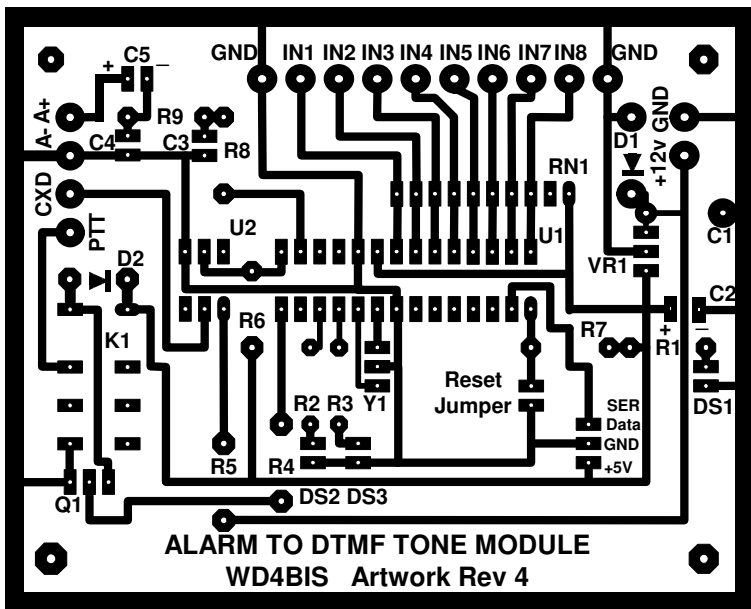 GND IN1 IN2 IN3 IN4 IN5 IN6 IN7 IN8 GND
+ C5 −
A+
R9
A-
C4
C3
R8
D1
GND
+12v
RN1
CXD
PTT
U2
U1
C1
VR1
D2
C2
K1
R6
R7
+
R1
−
Y1
Reset
Jumper
DS1
R2 R3
SER
Data
GND
+5V
R5
R4
Q1
DS2 DS3
ALARM TO DTMF TONE MODULE
WD4BIS Artwork Rev 4